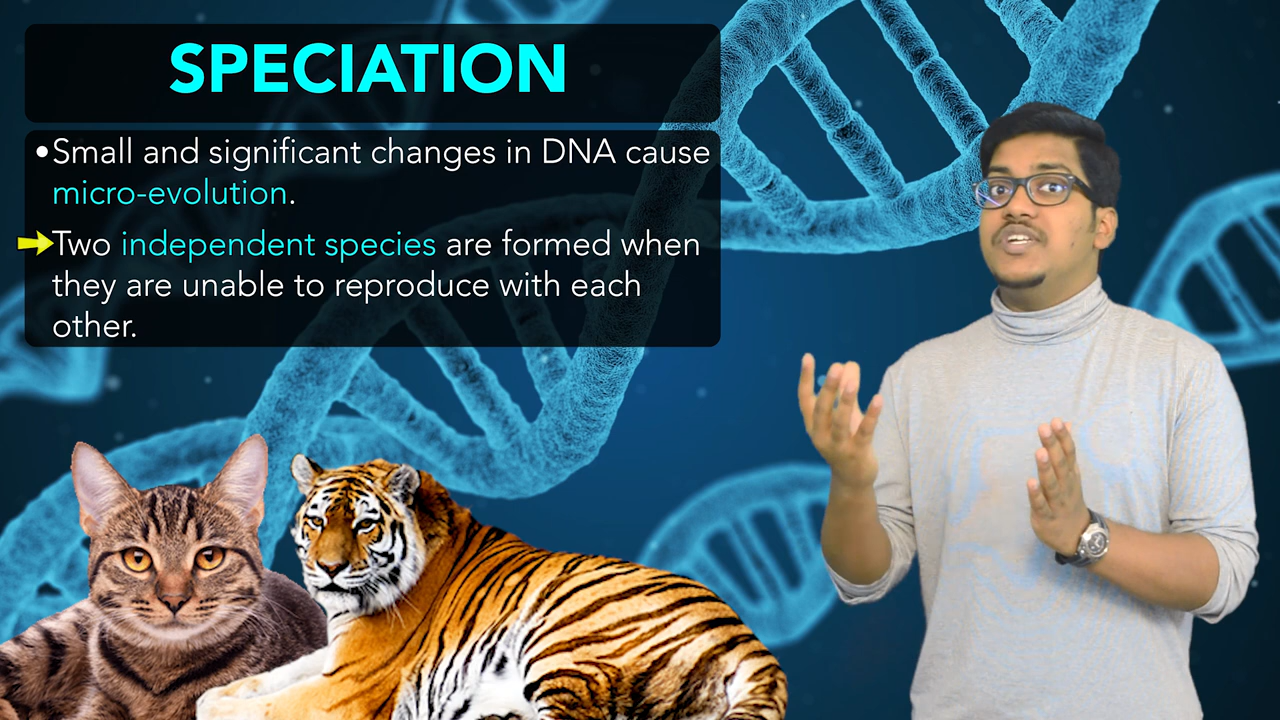 SPECIATION
•Small and significant changes in DNA cause
micro-evolution.
Two independent species are formed when
they are unable to reproduce with each
other.